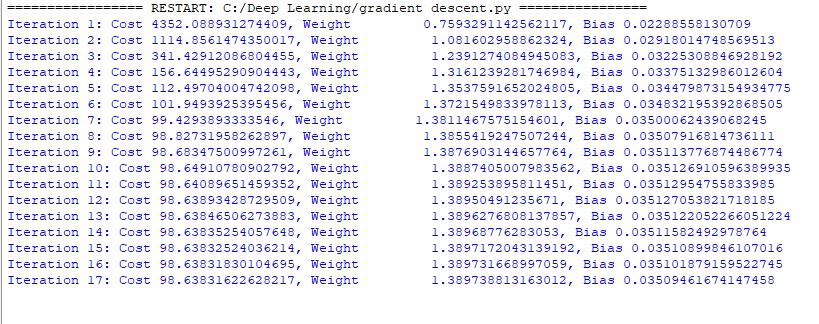 ================= RESTART: C:/Deep Learning/gradient descent.py ================
Iteration 1: Cost 4352.088931274409, Weight 0.7593291142562117, Bias 0.02288558130709
Iteration 2: Cost 1114.8561474350017, Weight 1.081602958862324, Bias 0.02918014748569513
Iteration 3: Cost 341.42912086804455, Weight 1.2391274084945083, Bias 0.03225308846928192
Iteration 4: Cost 156.64495290904443, Weight 1.3161239281746984, Bias 0.03375132986012604
Iteration 5: Cost 112.49704004742098, Weight 1.3537591652024805, Bias 0.034479873154934775
Iteration 6: Cost 101.9493925395456, Weight 1.3721549833978113, Bias 0.034832195392868505
Iteration 7: Cost 99.4293893333546, Weight 1.3811467575154601, Bias 0.03500062439068245
Iteration 8: Cost 98.82731958262897, Weight 1.3855419247507244, Bias 0.03507916814736111
Iteration 9: Cost 98.68347500997261, Weight 1.3876903144657764, Bias 0.035113776874486774
Iteration 10: Cost 98.64910780902792, Weight 1.3887405007983562, Bias 0.035126910596389935
Iteration 11: Cost 98.64089651459352, Weight 1.389253895811451, Bias 0.03512954755833985
Iteration 12: Cost 98.63893428729509, Weight 1.38950491235671, Bias 0.035127053821718185
Iteration 13: Cost 98.63846506273883, Weight 1.3896276808137857, Bias 0.035122052266051224
Iteration 14: Cost 98.63835254057648, Weight 1.38968776283053, Bias 0.03511582492978764
Iteration 15: Cost 98.63832524036214, Weight 1.3897172043139192, Bias 0.03510899846107016
Iteration 16: Cost 98.63831830104695, Weight 1.389731668997059, Bias 0.035101879159522745
Iteration 17: Cost 98.63831622628217, Weight 1.389738813163012, Bias 0.03509461674147458